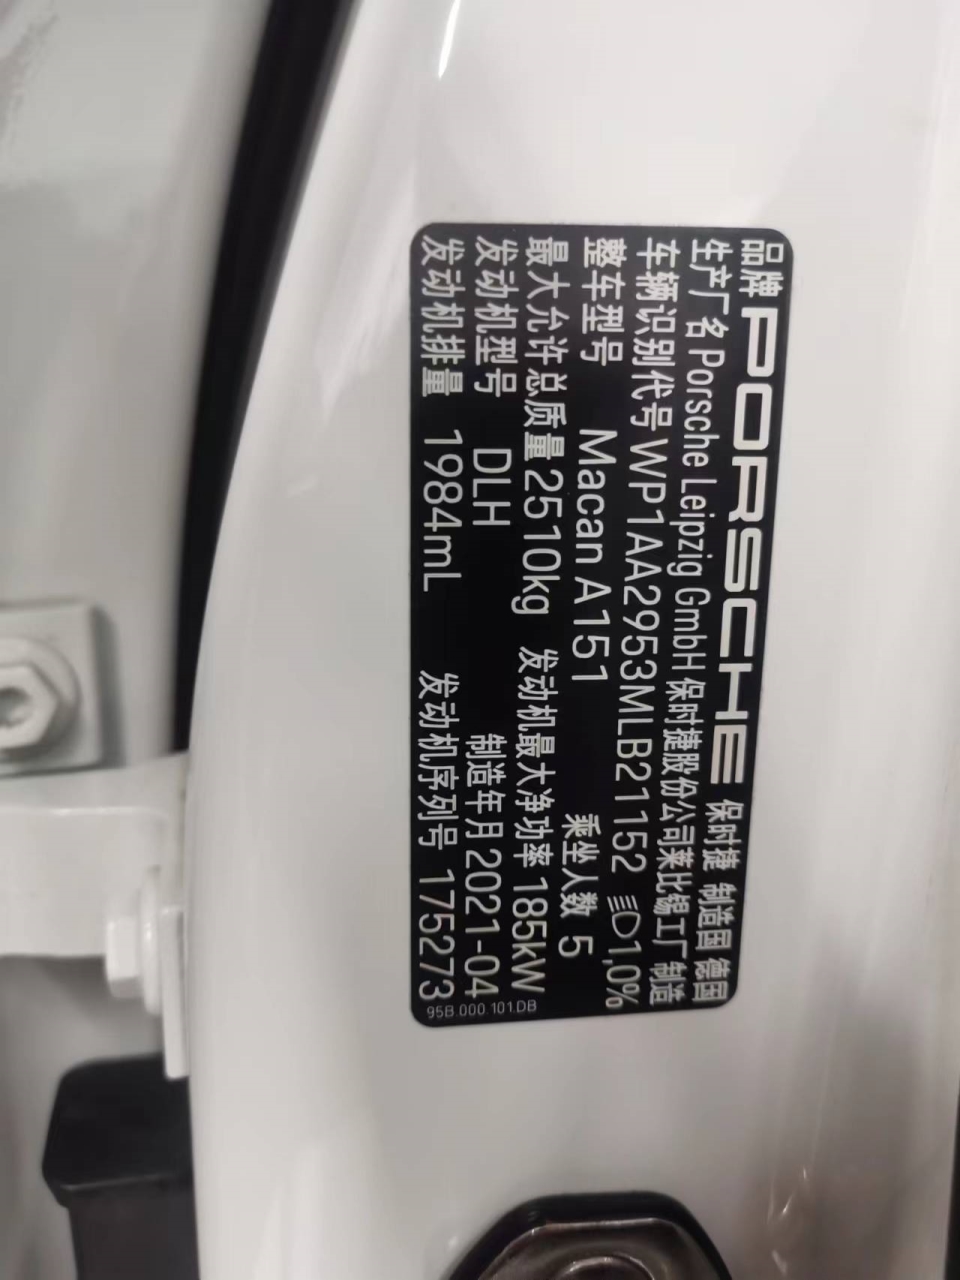 品牌 PORSCHE 保时捷 制造国 德国
生产厂名 Porsche Leipzig GmbH 保时捷股份公司莱比锡工厂 制造
车辆识别代号 WP1AA2953MLB21152 1,0%
整车型号 Macan A151 乘坐人数 5
最大允许总质量 2510kg 发动机最大净功率 185kW
发动机型号 DLH 制造年月 2021-04
发动机排量 1984mL 发动机序列号 175273
95B.000.101.DB